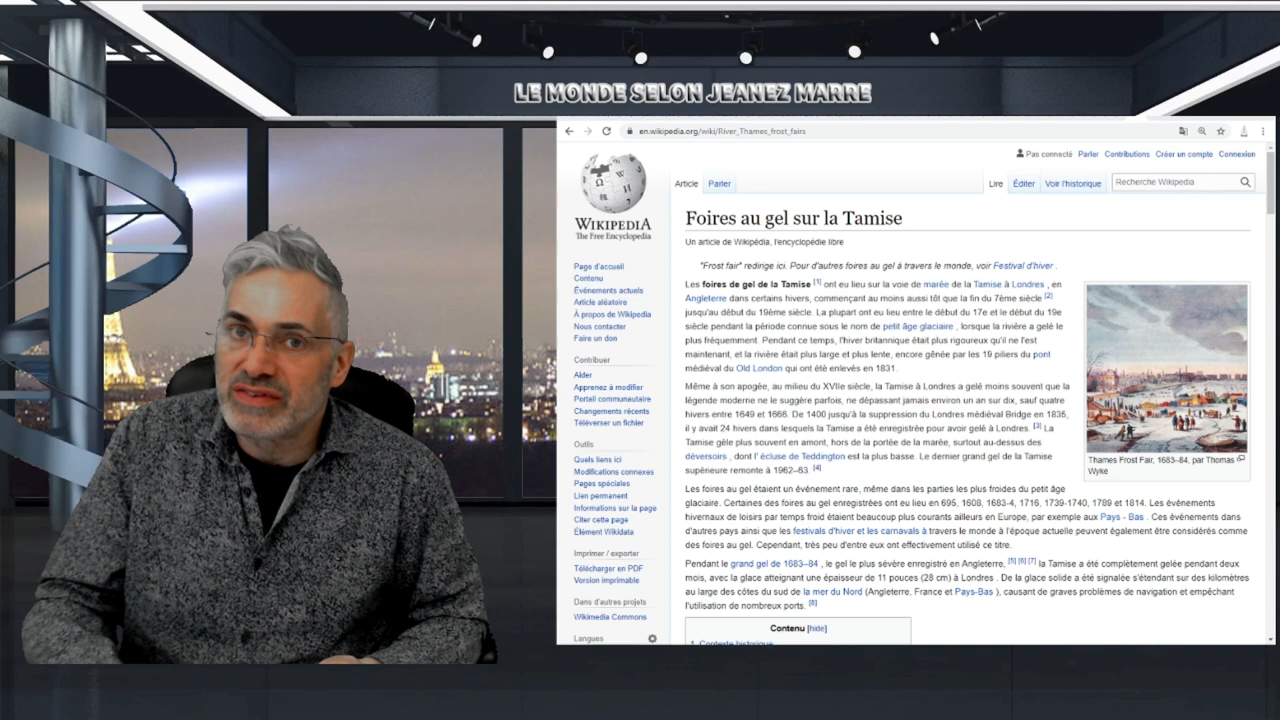 LE MONDE SELON JEANEZ MARRE
en.wikipedia.org/wiki/River_Thames_frost_fairs
Pas connecté Parler Contributions Créer un compte Connexion
Article Parler Lire Éditer Voir l'historique Recherche Wikipedia
WIKIPEDIA
The Free Encyclopedia
Page d'accueil
Contenu
Événements actuels
Article aléatoire
À propos de Wikipedia
Nous contacter
Faire un don
Contribuer
Aider
Apprenez à modifier
Portail communautaire
Changements récents
Téléverser un fichier
Outils
Quels liens ici
Modifications connexes
Pages spéciales
Lien permanent
Informations sur la page
Citer cette page
Élément Wikidata
Imprimer / exporter
Télécharger en PDF
Version imprimable
Dans d'autres projets
Wikimedia Commons
Langues
Foires au gel sur la Tamise
Un article de Wikipédia, l'encyclopédie libre
"Frost fair" redirige ici. Pour d'autres foires au gel à travers le monde, voir Festival d'hiver .
Les foires de gel de la Tamise [1] ont eu lieu sur la voie de marée de la Tamise à Londres , en
Angleterre dans certains hivers, commençant au moins aussi tôt que la fin du 7ème siècle [2]
jusqu'au début du 19ème siècle. La plupart ont eu lieu entre le début du 17e et le début du 19e
siècle pendant la période connue sous le nom de petit âge glaciaire , lorsque la rivière a gelé le
plus fréquemment. Pendant ce temps, l'hiver britannique était plus rigoureux qu'il ne l'est
maintenant, et la rivière était plus large et plus lente, encore gênée par les 19 piliers du pont
médiéval du Old London qui ont été enlevés en 1831.
Même à son apogée, au milieu du XVIIe siècle, la Tamise à Londres a gelé moins souvent que la
légende moderne ne le suggère parfois, ne dépassant jamais environ un an sur dix, sauf quatre
hivers entre 1649 et 1666. De 1400 jusqu'à la suppression du Londres médiéval Bridge en 1835,
il y avait 24 hivers dans lesquels la Tamise a été enregistrée pour avoir gelé à Londres. [3] La
Tamise gèle plus souvent en amont, hors de la portée de la marée, surtout au-dessus des
déversoirs , dont l' écluse de Teddington est la plus basse. Le dernier grand gel de la Tamise
supérieure remonte à 1962–63. [4]
Les foires au gel étaient un événement rare, même dans les parties les plus froides du petit âge
glaciaire. Certaines des foires au gel enregistrées ont eu lieu en 695, 1608, 1683-4, 1716, 1739-1740, 1789 et 1814. Les événements
hivernaux de loisirs par temps froid étaient beaucoup plus courants ailleurs en Europe, par exemple aux Pays - Bas . Ces événements dans
d'autres pays ainsi que les festivals d'hiver et les carnavals à travers le monde à l'époque actuelle peuvent également être considérés comme
des foires au gel. Cependant, très peu d'entre eux ont effectivement utilisé ce titre.
Pendant le grand gel de 1683–84 , le gel le plus sévère enregistré en Angleterre, [5] [6] [7] la Tamise a été complètement gelée pendant deux
mois, avec la glace atteignant une épaisseur de 11 pouces (28 cm) à Londres . De la glace solide a été signalée s'étendant sur des kilomètres
au large des côtes du sud de la mer du Nord (Angleterre, France et Pays-Bas ), causant de graves problèmes de navigation et empêchant
l'utilisation de nombreux ports. [8]
Thames Frost Fair, 1683–84, par Thomas
Wyke
Contenu [hide]
1 Contexte historique